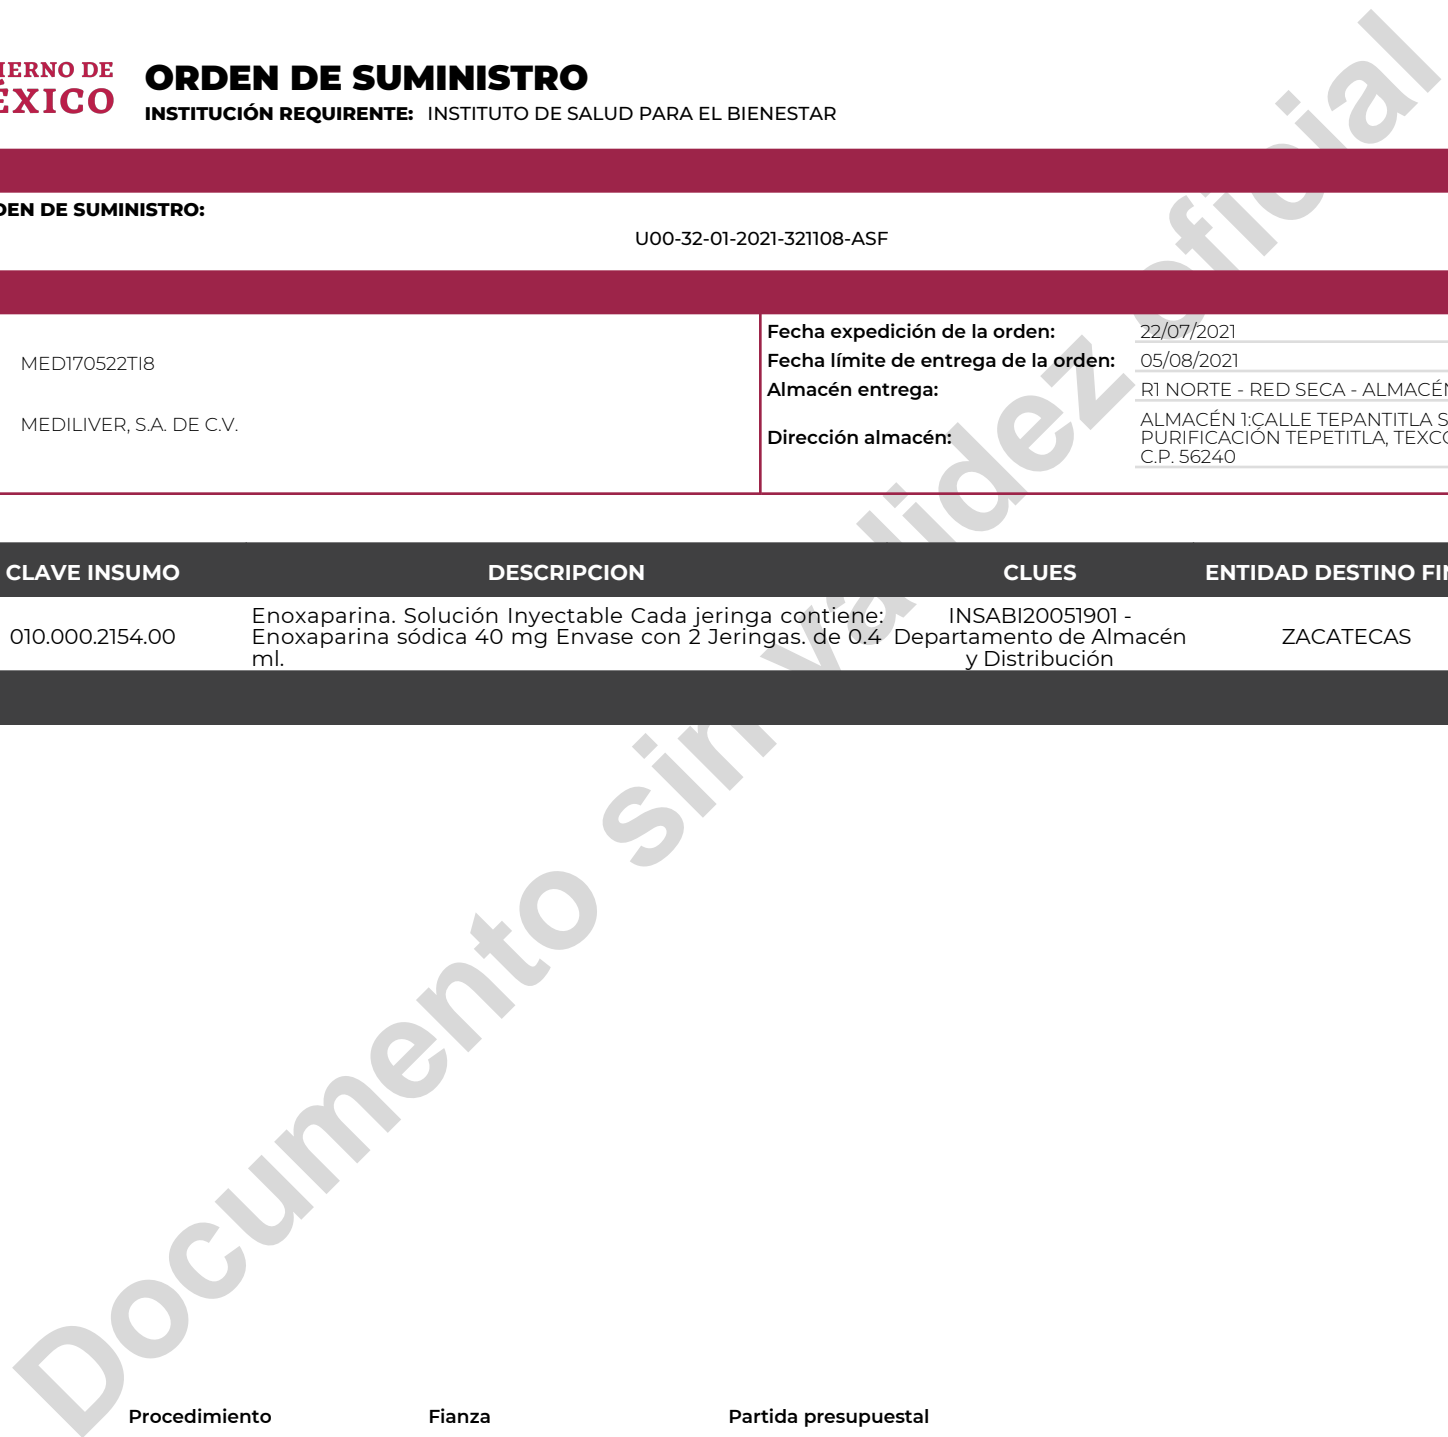 IERNO DE
ÉXICO
ORDEN DE SUMINISTRO
INSTITUCIÓN REQUIRENTE: INSTITUTO DE SALUD PARA EL BIENESTAR
DEN DE SUMINISTRO:
U00-32-01-2021-321108-ASF
MED170522TI8
MEDILIVER, S.A. DE C.V.
Fecha expedición de la orden: 22/07/2021
Fecha límite de entrega de la orden: 05/08/2021
Almacén entrega: R1 NORTE - RED SECA - ALMACÉN
Dirección almacén: ALMACÉN 1:CALLE TEPANTITLA S
PURIFICACIÓN TEPETITLA, TEXCO
C.P. 56240
CLAVE INSUMO DESCRIPCION CLUES ENTIDAD DESTINO FIN
010.000.2154.00
Enoxaparina. Solución Inyectable Cada jeringa contiene:
Enoxaparina sódica 40 mg Envase con 2 Jeringas. de 0.4
ml.
INSABI20051901 -
Departamento de Almacén
y Distribución
ZACATECAS
Documento sin validez oficial
Procedimiento Fianza Partida presupuestal